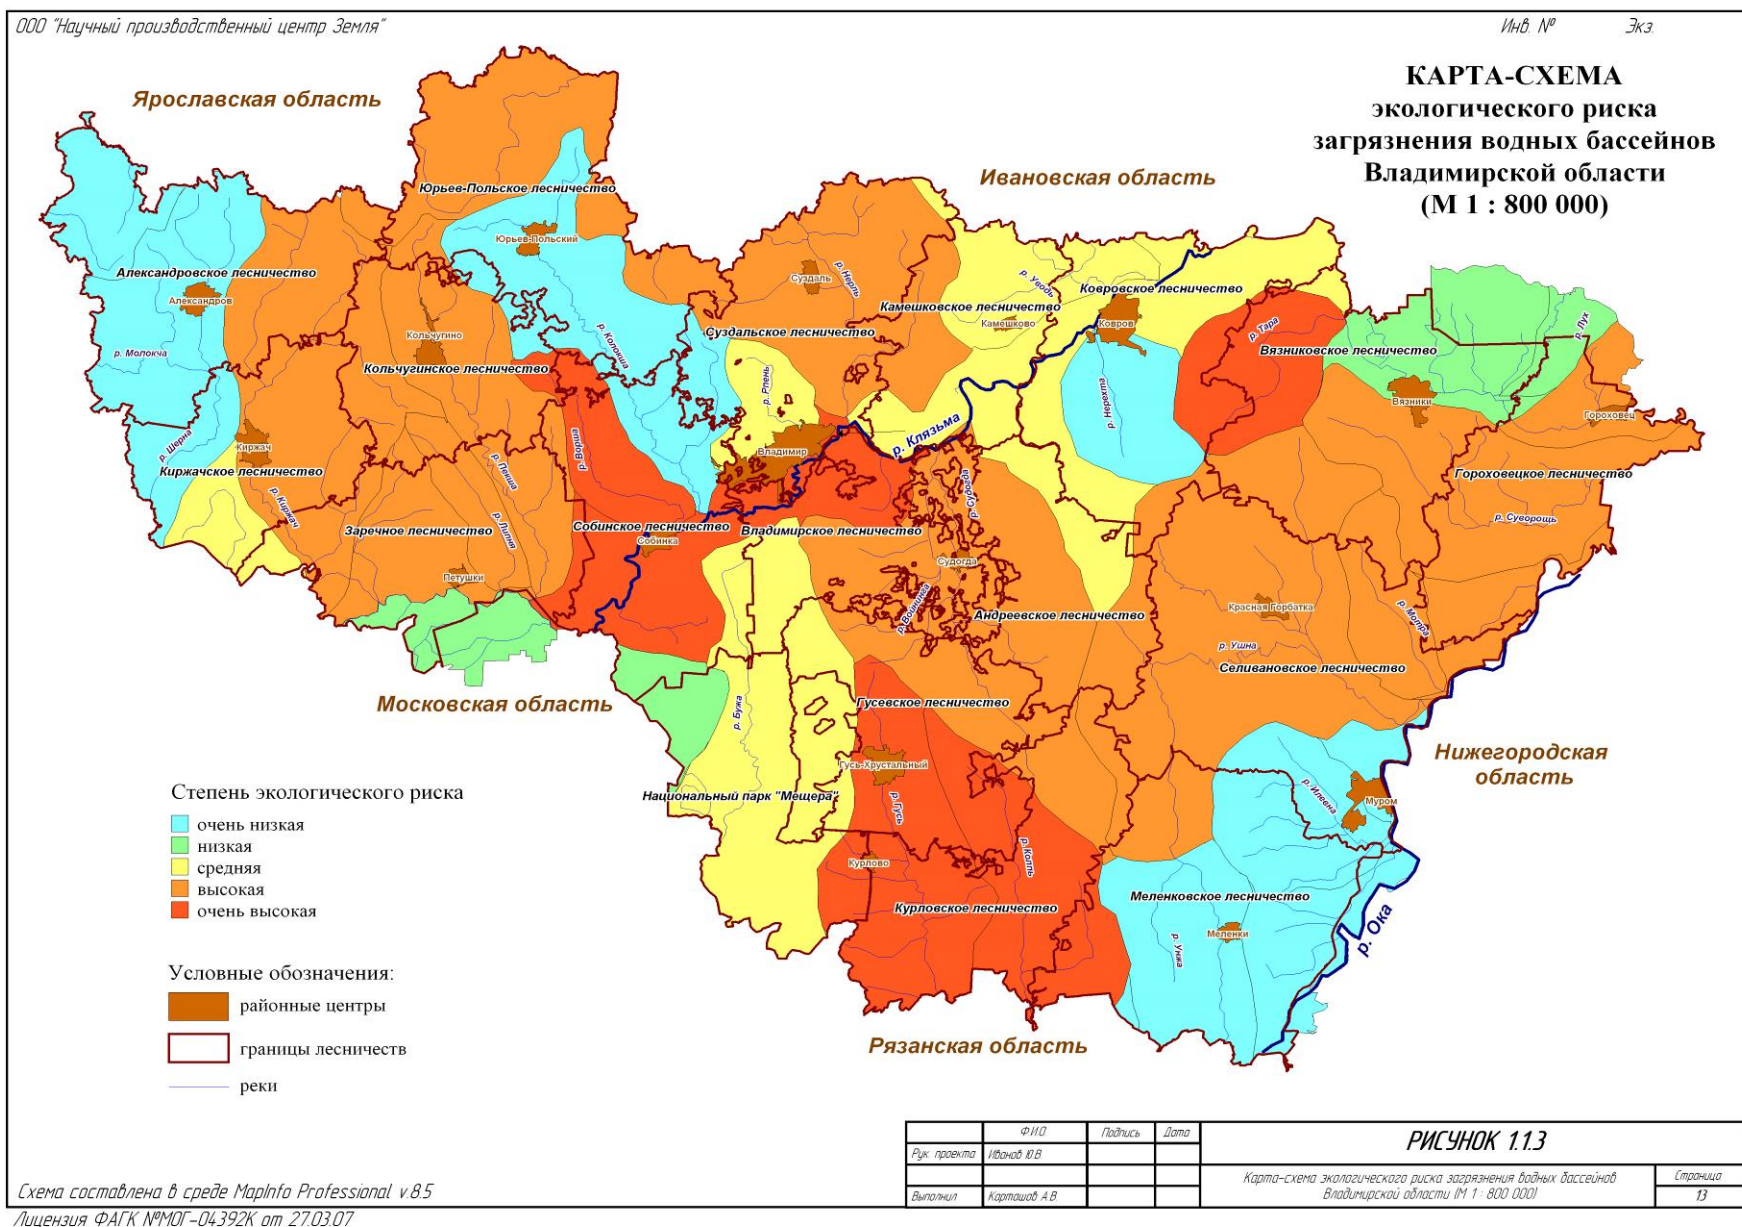 ООО "Научный производственный центр Земля"
Инв. №
Экз.
КАРТА-СХЕМА
экологического риска
загрязнения водных бассейнов
Владимирской области
(М 1 : 800 000)
Ярославская область
Ивановская область
Юрьев-Польское лесничество
Юрьев-Польский
Александровское лесничество
Александров
Суздаль
р. Нерль
р. Уводь
Ковровское лесничество
Камешковское лесничество
Камешково
Ковров
р. Тара
р. Лух
Вязниковское лесничество
Суздальское лесничество
р. Колокша
Кольчугино
р. Молокча
Кольчугинское лесничество
р. Рпень
р. Нерехта
Вязники
Гороховец
р. Клязьма
р. Шерна
Киржач
Киржачское лесничество
р. Ворша
Владимир
р. Пекша
Гороховецкое лесничество
р. Киржач
р. Судогда
р. Суворощь
Заречное лесничество
р. Липня
Собинское лесничество
Собинка
Владимирское лесничество
Судогда
Петушки
р. Войнинга
Андреевское лесничество
Красная Горбатка
р. Мотра
р. Ушна
Селивановское лесничество
Московская область
р. Бужа
Гусевское лесничество
Нижегородская
область
Гусь-Хрустальный
Национальный парк "Мещера"
р. Гусь
р. Илевна
Муром
Курлово
р. Колпь
Курловское лесничество
Меленковское лесничество
Меленки
р. Унжа
р. Ока
Рязанская область
Степень экологического риска
очень низкая
низкая
средняя
высокая
очень высокая
Условные обозначения:
районные центры
границы лесничеств
реки
Ф.И.О.
Подпись
Дата
РИСУНОК 1.1.3
Рук. проекта
Иванов Ю.В.
Карта-схема экологического риска загрязнения водных бассейнов
Владимирской области (М 1 : 800 000)
Страница
13
Выполнил
Карташов А.В.
Схема составлена в среде MapInfo Professional v.8.5
Лицензия ФАГК №МОГ-04392К от 27.03.07